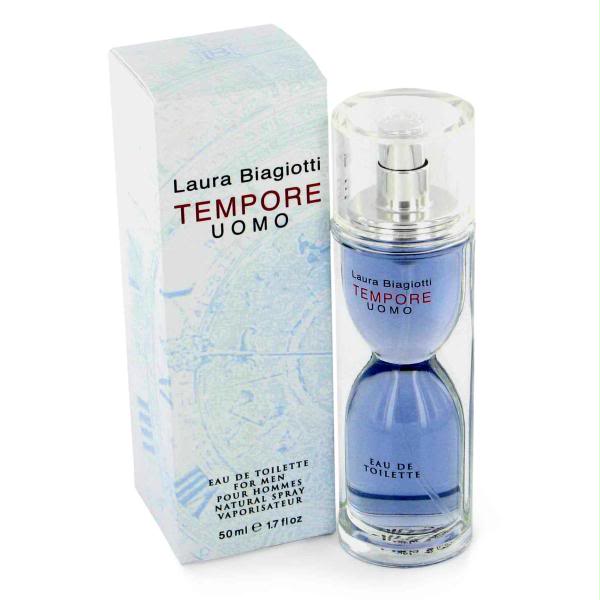 Laura Biagiotti
TEMPORE
UOMO
EAU DE TOILETTE
FOR MEN
POUR HOMMES
NATURAL SPRAY
VAPORISATEUR
50ml e 1.7 fl oz
Laura Biagiotti
TEMPORE
UOMO
EAU DE
TOILETTE